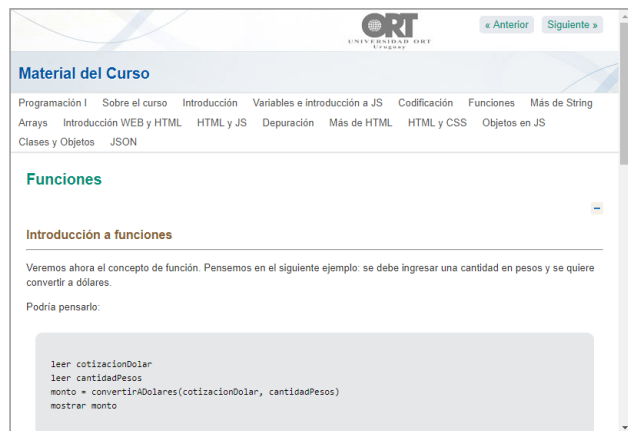 ORT
UNIVERSIDAD ORT
Uruguay
« Anterior
Siguiente »
Material del Curso
Programación I Sobre el curso Introducción Variables e introducción a JS Codificación Funciones Más de String
Arrays Introducción WEB y HTML HTML y JS Depuración Más de HTML HTML y CSS Objetos en JS
Clases y Objetos JSON
Funciones
Introducción a funciones
Veremos ahora el concepto de función. Pensemos en el siguiente ejemplo: se debe ingresar una cantidad en pesos y se quiere
convertir a dólares.
Podría pensarlo:
leer cotizacionDolar
leer cantidadPesos
monto = convertirADolares(cotizacionDolar, cantidadPesos)
mostrar monto